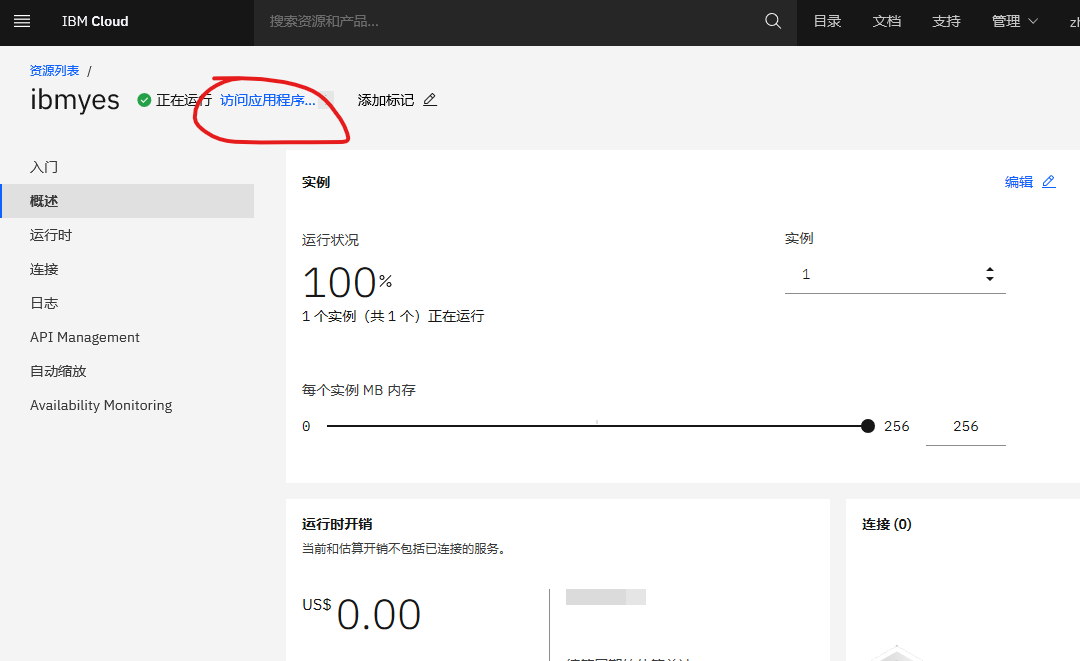 IBM Cloud 搜索资源和产品... 目录 文档 支持 管理 zh
资源列表 /
ibmyes 正在运行 访问应用程序... 添加标记
入门
概述
运行时
连接
日志
API Management
自动缩放
Availability Monitoring
实例 编辑
运行状况
100%
1 个实例（共 1 个）正在运行
实例
1
每个实例 MB 内存
0 256 256
运行时开销
当前和估算开销不包括已连接的服务。
US$ 0.00
连接 (0)